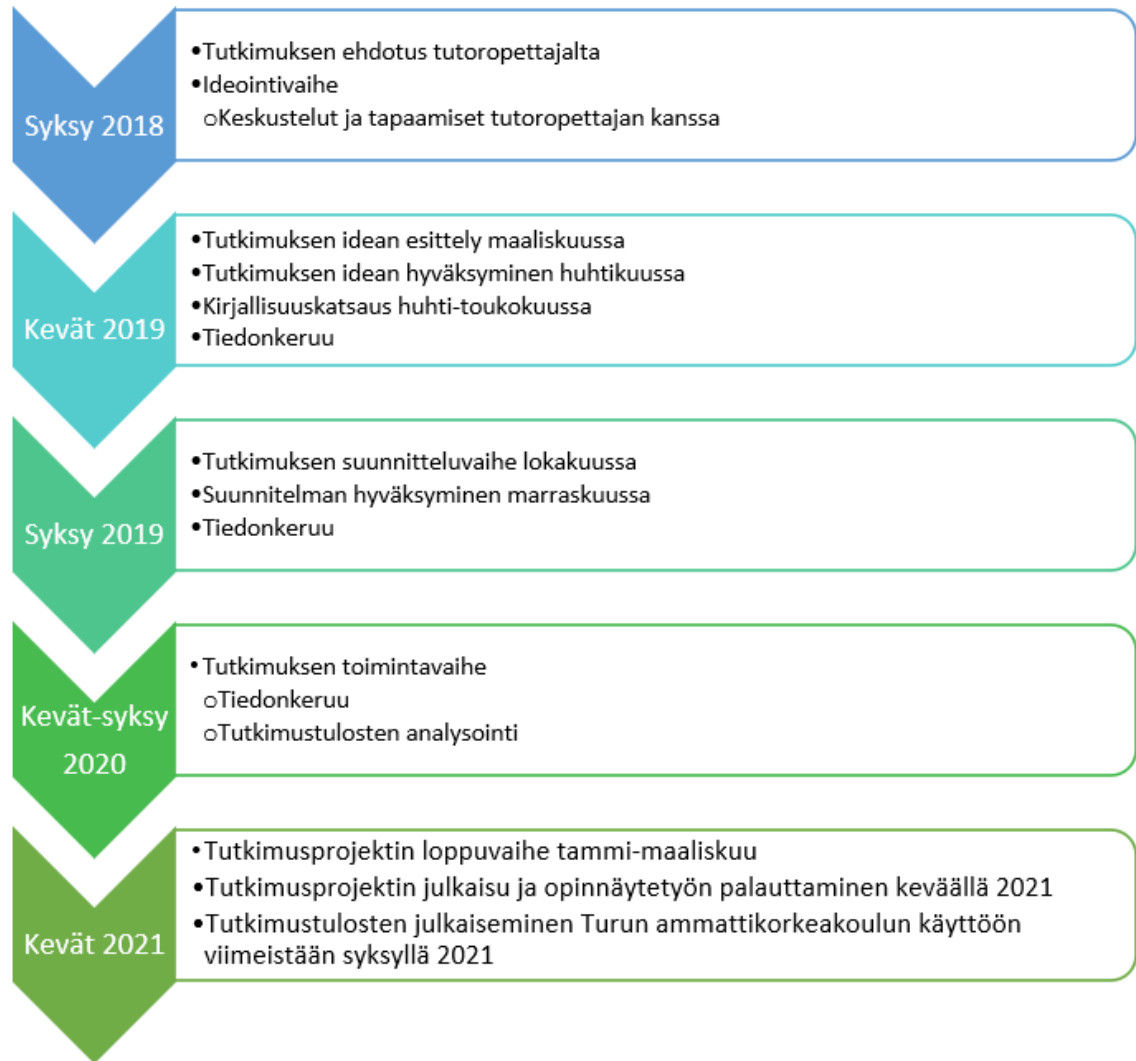 Syksy 2018
•Tutkimuksen ehdotus tutoropettajalta
•Ideointivaihe
oKeskustelut ja tapaamiset tutoropettajan kanssa
Kevät 2019
•Tutkimuksen idean esittely maaliskuussa
•Tutkimuksen idean hyväksyminen huhtikuussa
•Kirjallisuuskatsaus huhti-toukokuussa
•Tiedonkeruu
Syksy 2019
•Tutkimuksen suunnitteluvaihe lokakuussa
•Suunnitelman hyväksyminen marraskuussa
•Tiedonkeruu
Kevät-syksy
2020
•Tutkimuksen toimintavaihe
oTiedonkeruu
oTutkimustulosten analysointi
Kevät 2021
•Tutkimusprojektin loppuvaihe tammi-maaliskuu
•Tutkimusprojektin julkaisu ja opinnäytetyön palauttaminen keväällä 2021
•Tutkimustulosten julkaiseminen Turun ammattikorkeakoulun käyttöön
viimeistään syksyllä 2021